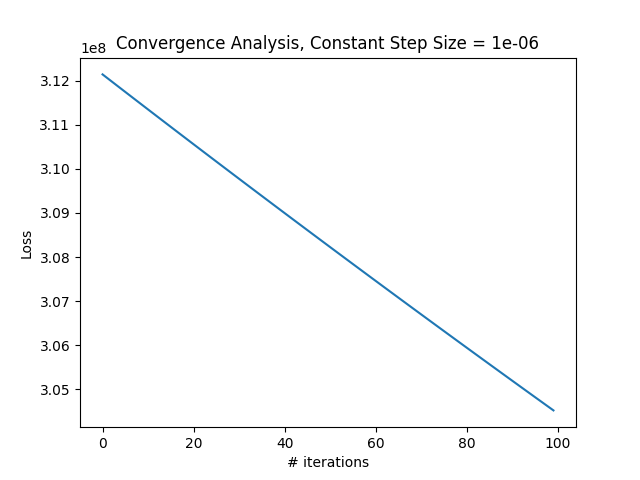 Convergence Analysis, Constant Step Size = 1e-06
1e8
3.12
3.11
3.10
3.09
3.08
3.07
3.06
3.05
Loss
0 20 40 60 80 100
# iterations